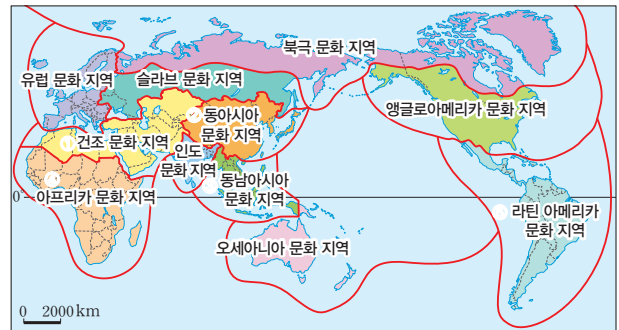 북극 문화 지역
유럽 문화 지역
슬라브 문화 지역
동아시아
문화 지역
앵글로아메리카 문화 지역
건조 문화 지역
인도
문화 지역
아프리카 문화 지역
동남아시아
문화 지역
0°
라틴 아메리카
문화 지역
오세아니아 문화 지역
0 2000 km